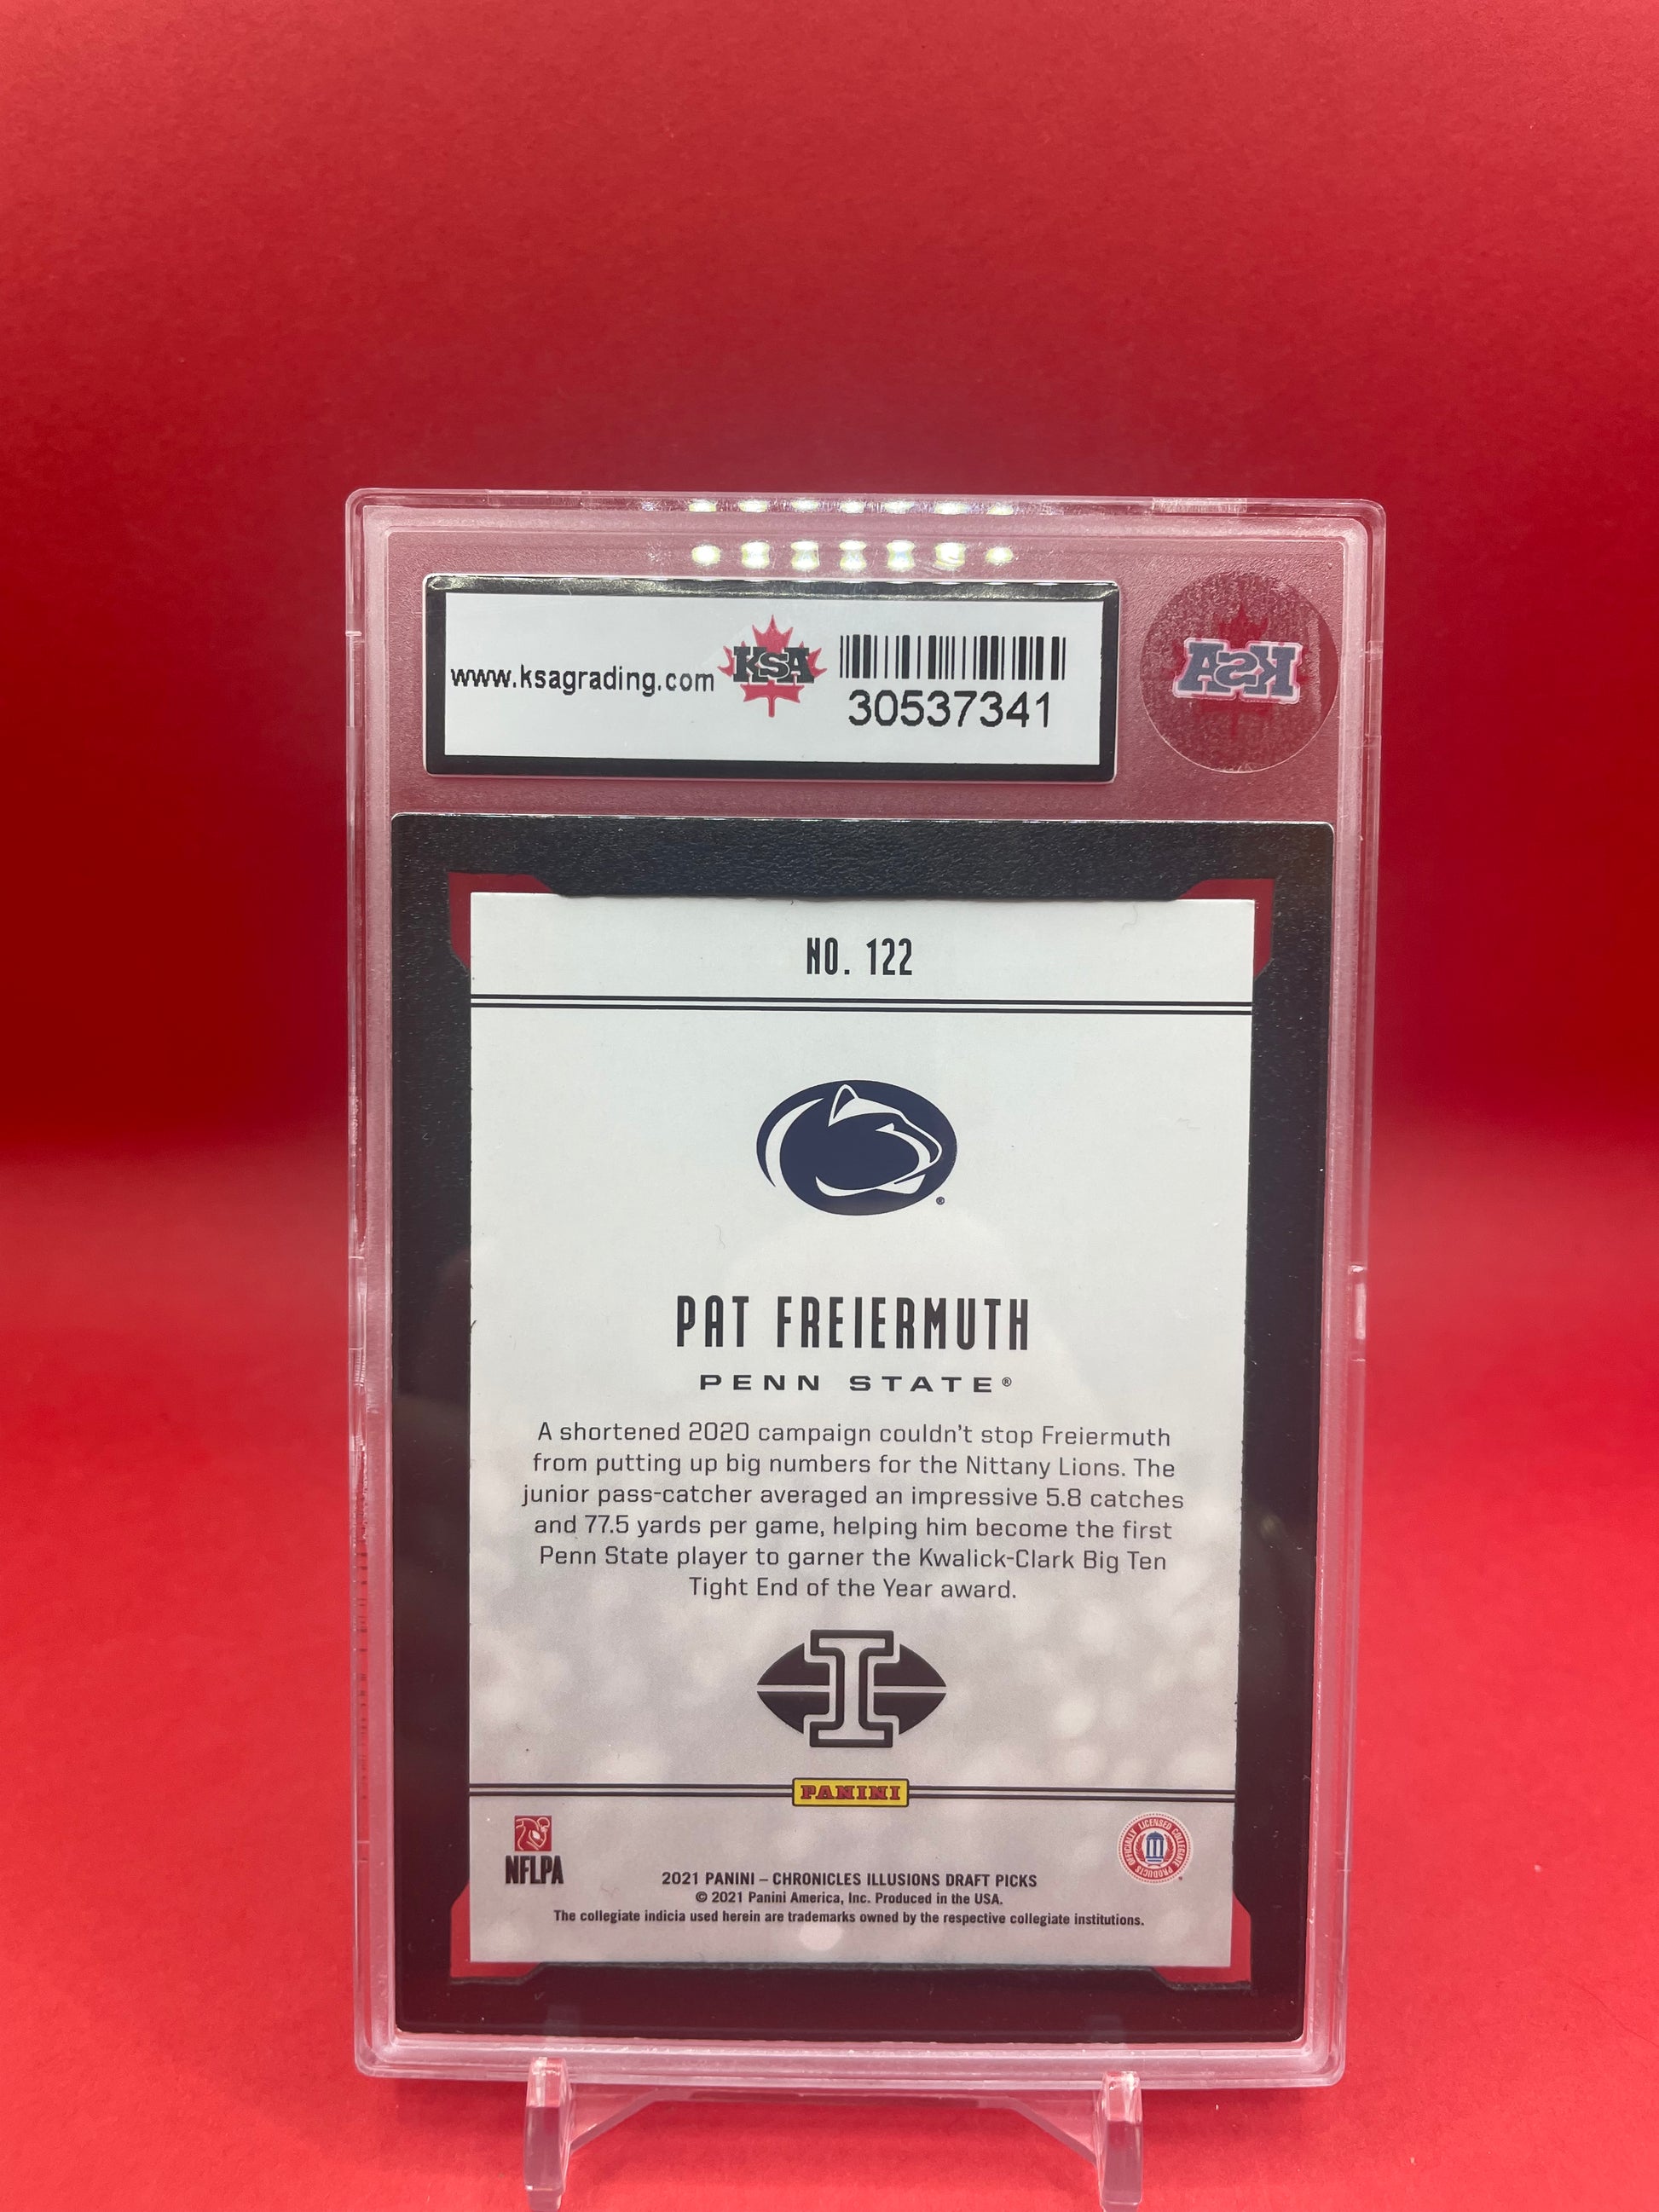 www.ksagrading.com
KSA
30537341
KSA
NO. 122
®
PAT FREIERMUTH
PENN STATE®
A shortened 2020 campaign couldn't stop Freiermuth
from putting up big numbers for the Nittany Lions. The
junior pass-catcher averaged an impressive 5.8 catches
and 77.5 yards per game, helping him become the first
Penn State player to garner the Kwalick-Clark Big Ten
Tight End of the Year award.
I
PANINI
NFLPA
OFFICIALLY LICENSED COLLEGIATE PRODUCTS
2021 PANINI – CHRONICLES ILLUSIONS DRAFT PICKS
© 2021 Panini America, Inc. Produced in the USA.
The collegiate indicia used herein are trademarks owned by the respective collegiate institutions.